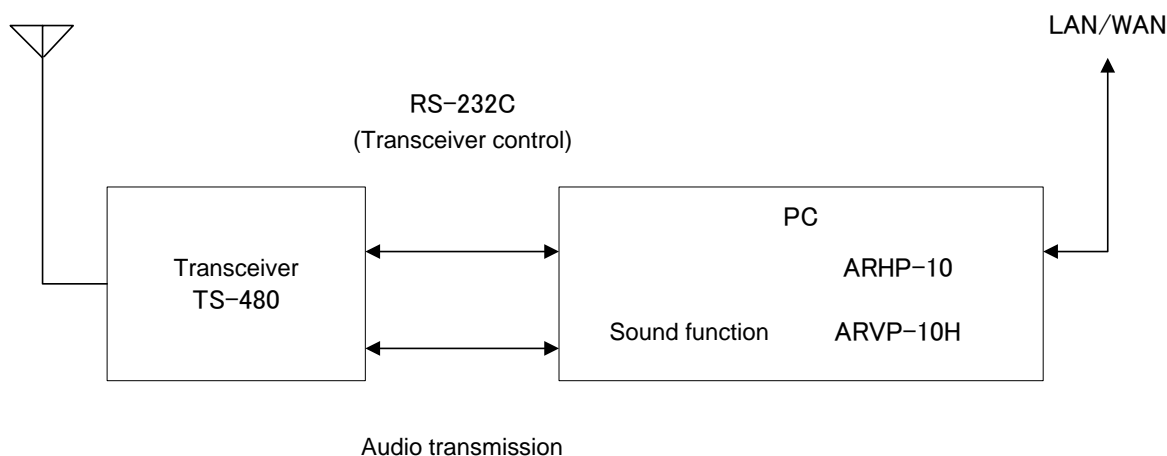 LAN/WAN
RS-232C
(Transceiver control)
PC
Transceiver
TS-480
ARHP-10
Sound function
ARVP-10H
Audio transmission